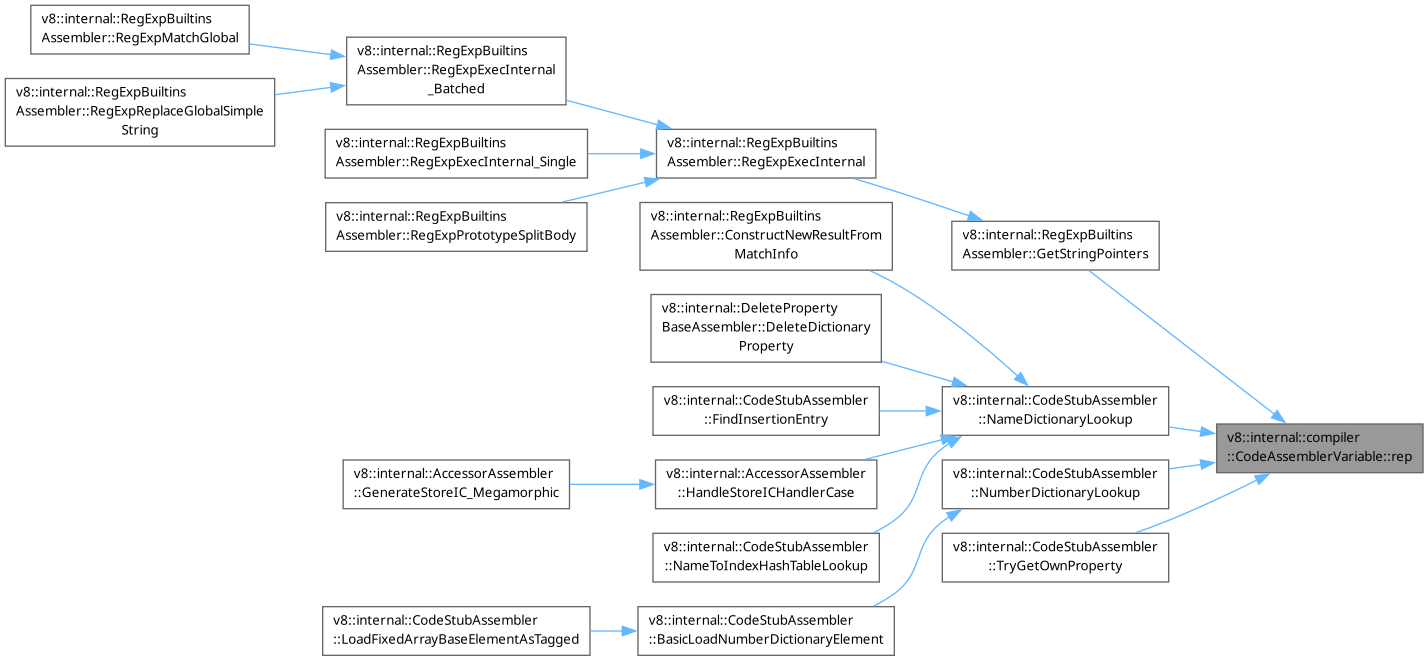 v8::internal::RegExpBuiltins
Assembler::RegExpMatchGlobal
v8::internal::RegExpBuiltins
Assembler::RegExpReplaceGlobalSimple
String
v8::internal::RegExpBuiltins
Assembler::RegExpExecInternal
_Batched
v8::internal::RegExpBuiltins
Assembler::RegExpExecInternal_Single
v8::internal::RegExpBuiltins
Assembler::RegExpPrototypeSplitBody
v8::internal::RegExpBuiltins
Assembler::RegExpExecInternal
v8::internal::RegExpBuiltins
Assembler::ConstructNewResultFrom
MatchInfo
v8::internal::RegExpBuiltins
Assembler::GetStringPointers
v8::internal::DeleteProperty
BaseAssembler::DeleteDictionary
Property
v8::internal::CodeStubAssembler
::FindInsertionEntry
v8::internal::CodeStubAssembler
::NameDictionaryLookup
v8::internal::compiler
::CodeAssemblerVariable::rep
v8::internal::AccessorAssembler
::GenerateStoreIC_Megamorphic
v8::internal::AccessorAssembler
::HandleStoreICHandlerCase
v8::internal::CodeStubAssembler
::NumberDictionaryLookup
v8::internal::CodeStubAssembler
::NameToIndexHashTableLookup
v8::internal::CodeStubAssembler
::TryGetOwnProperty
v8::internal::CodeStubAssembler
::LoadFixedArrayBaseElementAsTagged
v8::internal::CodeStubAssembler
::BasicLoadNumberDictionaryElement